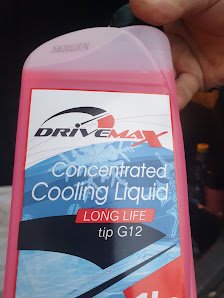 DRIVEMAX
Concentrated
Cooling Liquid
LONG LIFE
tip G12